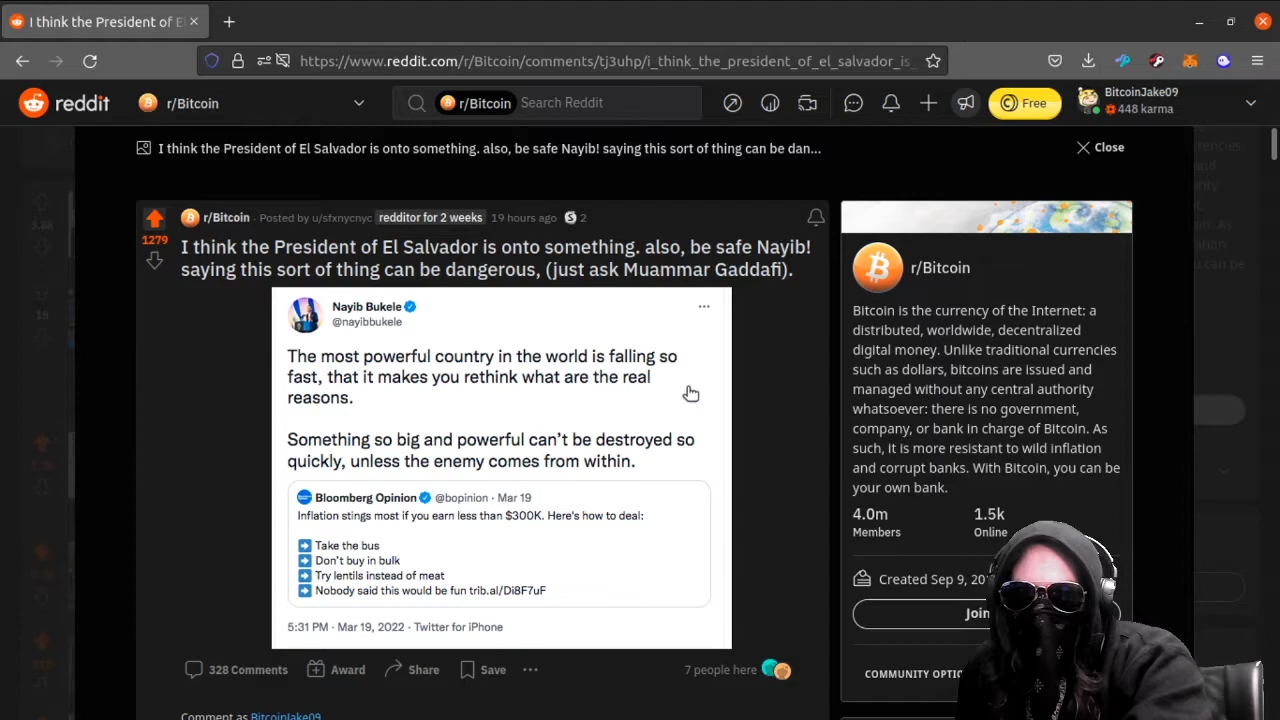 I think the President of El
https://www.reddit.com/r/Bitcoin/comments/tj3uhp/i_think_the_president_of_el_salvador_is_
reddit
r/Bitcoin
r/Bitcoin Search Reddit
Free
BitcoinJake09
448 karma
I think the President of El Salvador is onto something. also, be safe Nayib! saying this sort of thing can be dan...
Close
1279
r/Bitcoin · Posted by u/sfxnycnyc redditor for 2 weeks 19 hours ago S 2
I think the President of El Salvador is onto something. also, be safe Nayib!
saying this sort of thing can be dangerous, (just ask Muammar Gaddafi).
Nayib Bukele
@nayibbukele
The most powerful country in the world is falling so
fast, that it makes you rethink what are the real
reasons.
Something so big and powerful can't be destroyed so
quickly, unless the enemy comes from within.
Bloomberg Opinion @bopinion · Mar 19
Inflation stings most if you earn less than $300K. Here's how to deal:
Take the bus
Don't buy in bulk
Try lentils instead of meat
Nobody said this would be fun trib.al/Di8F7uF
5:31 PM · Mar 19, 2022 · Twitter for iPhone
328 Comments
Award
Share
Save
7 people here
Comment as BitcoinJake09
r/Bitcoin
Bitcoin is the currency of the Internet: a
distributed, worldwide, decentralized
digital money. Unlike traditional currencies
such as dollars, bitcoins are issued and
managed without any central authority
whatsoever: there is no government,
company, or bank in charge of Bitcoin. As
such, it is more resistant to wild inflation
and corrupt banks. With Bitcoin, you can be
your own bank.
4.0m 1.5k
Members Online
Created Sep 9, 20
Join
COMMUNITY OPTIO